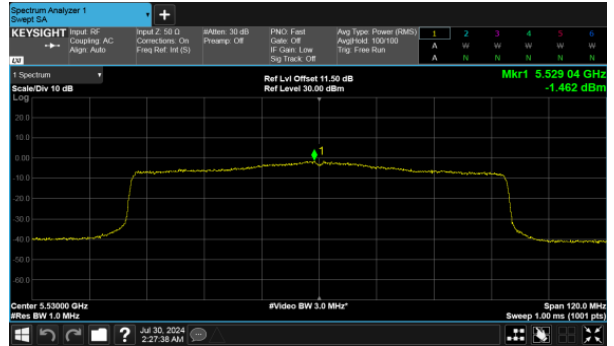 Spectrum Analyzer 1
Swept SA
+
KEYSIGHT Input: RF Input Z: 50 Ω #Atten: 30 dB PNO: Fast Avg Type: Power (RMS) 1 2 3 4 5 6
Coupling: AC Corrections: On Preamp: Off Gate: Off Avg|Hold: 100/100 A W W W W W
Align: Auto Freq Ref: Int (S) IF Gain: Low Trig: Free Run
Sig Track: Off A N N N N N
1 Spectrum Ref Lvl Offset 11.50 dB Mkr1 5.529 04 GHz
Scale/Div 10 dB Ref Level 30.00 dBm -1.462 dBm
Log
20.0
10.0
0.00
1
-10.0
-20.0
-30.0
-40.0
-50.0
-60.0
Center 5.53000 GHz #Video BW 3.0 MHz* Span 120.0 MHz
#Res BW 1.0 MHz Sweep 1.00 ms (1001 pts)
? Jul 30, 2024
2:27:38 AM